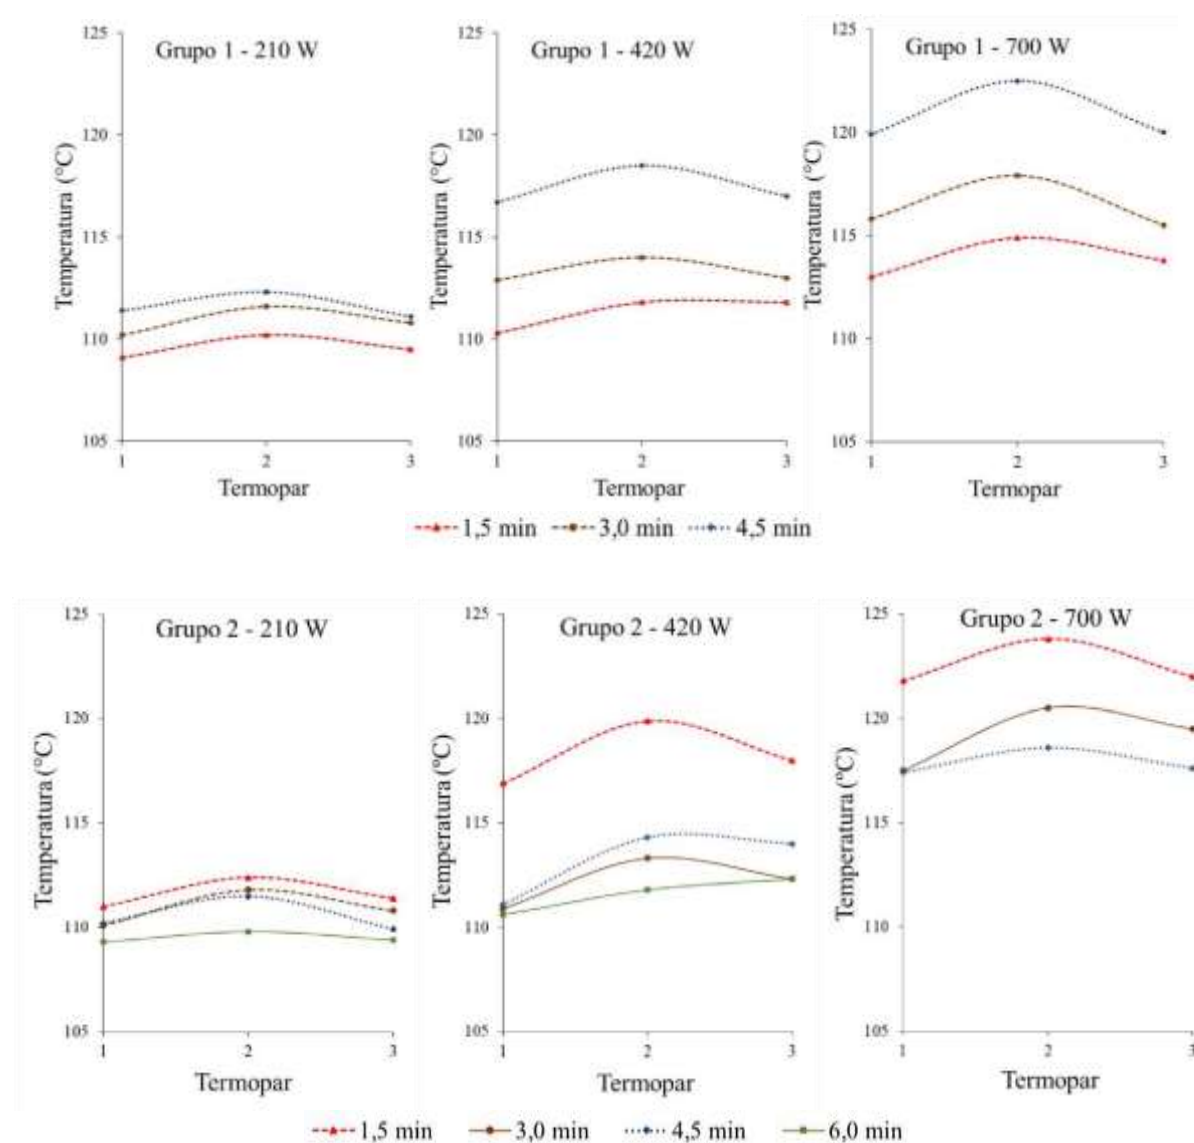 Grupo 1 - 210 W
Temperatura (°C)
125
120
115
110
105
1 2 3
Termopar
Grupo 1 - 420 W
Temperatura (°C)
125
120
115
110
105
1 2 3
Termopar
Grupo 1 - 700 W
Temperatura (°C)
125
120
115
110
105
1 2 3
Termopar
1,5 min 3,0 min 4,5 min
Grupo 2 - 210 W
Temperatura (°C)
125
120
115
110
105
1 2 3
Termopar
Grupo 2 - 420 W
Temperatura (°C)
125
120
115
110
105
1 2 3
Termopar
Grupo 2 - 700 W
Temperatura (°C)
125
120
115
110
105
1 2 3
Termopar
1,5 min 3,0 min 4,5 min 6,0 min